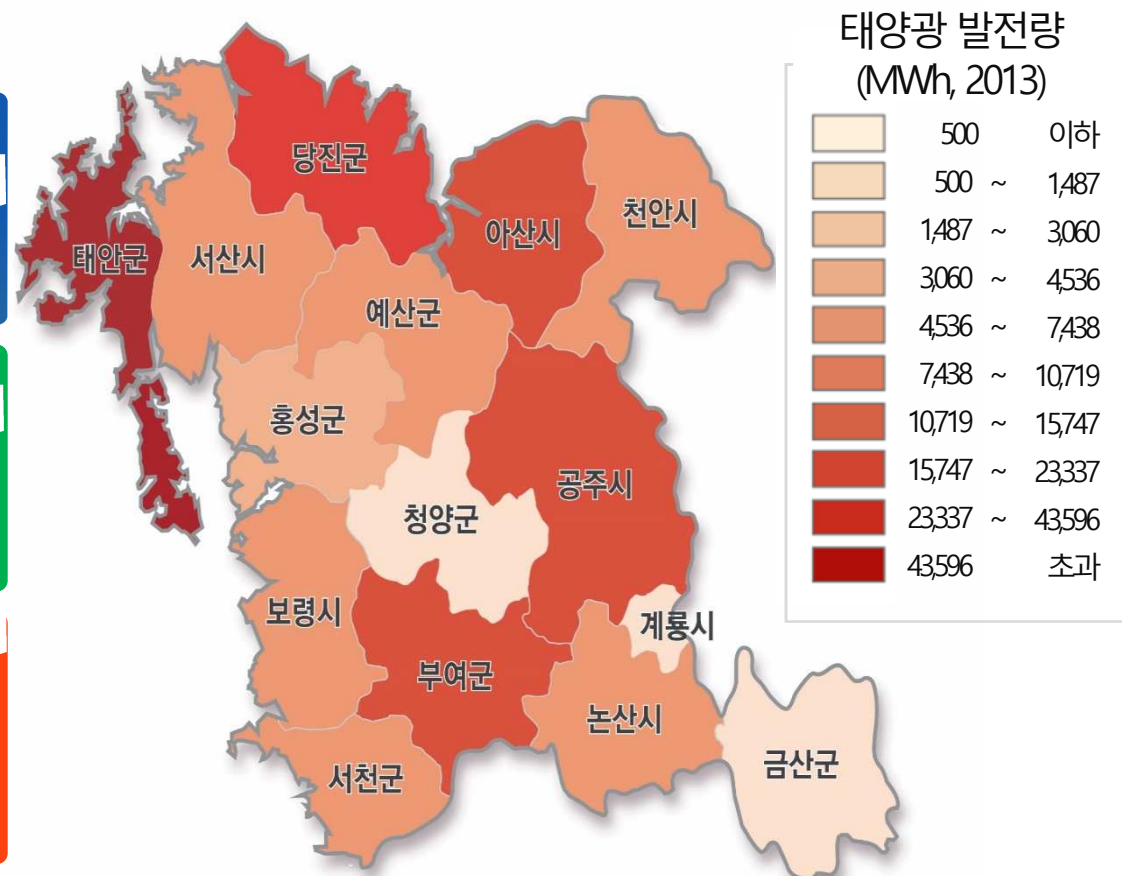 태양광 발전량
(MWh, 2013)
500 이하
500 ~ 1,487
1,487 ~ 3,060
3,060 ~ 4,536
4,536 ~ 7,438
7,438 ~ 10,719
10,719 ~ 15,747
15,747 ~ 23,337
23,337 ~ 43,596
43,596 초과
당진군
아산시
천안시
태안군
서산시
예산군
홍성군
공주시
청양군
보령시
계룡시
부여군
논산시
서천군
금산군